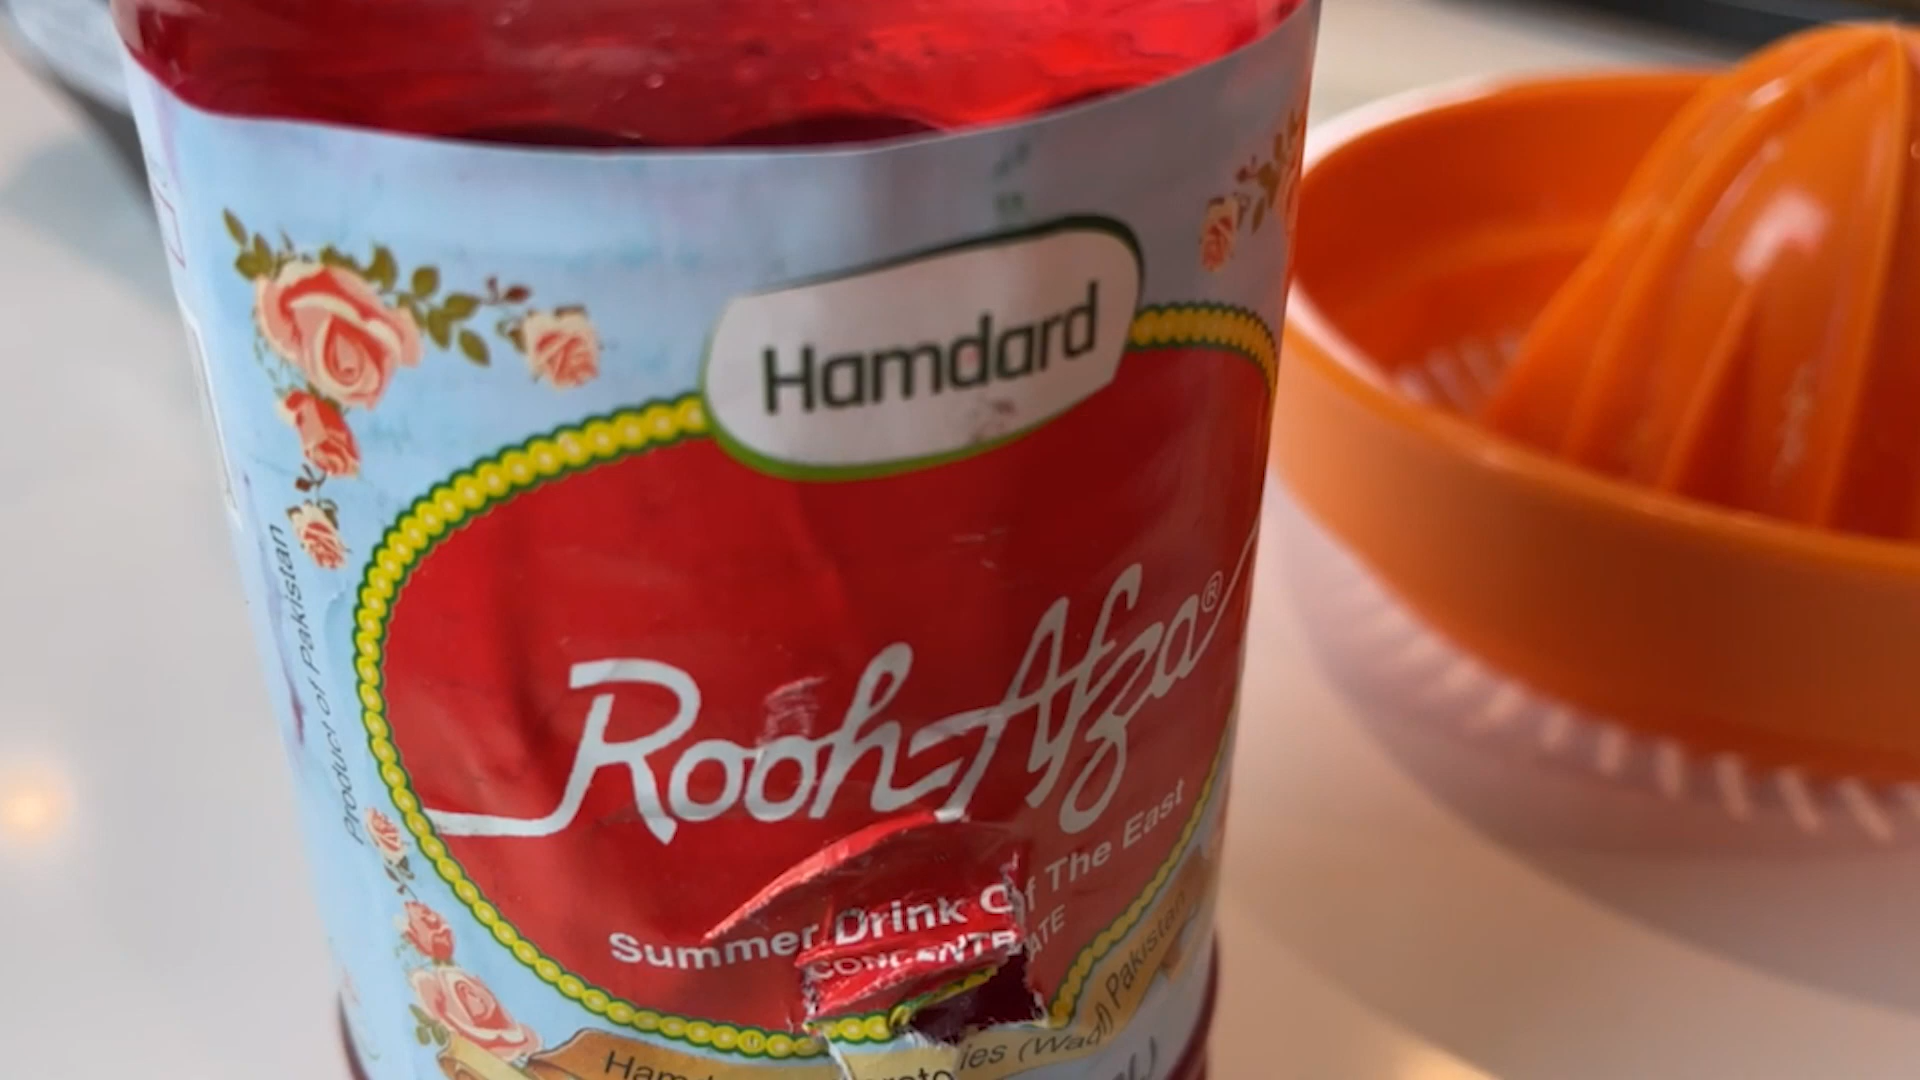 Hamdard
Rooh-Afza®
Summer Drink Of The East
CONCENTRATE
Product of Pakistan
(Waqf) Pakistan